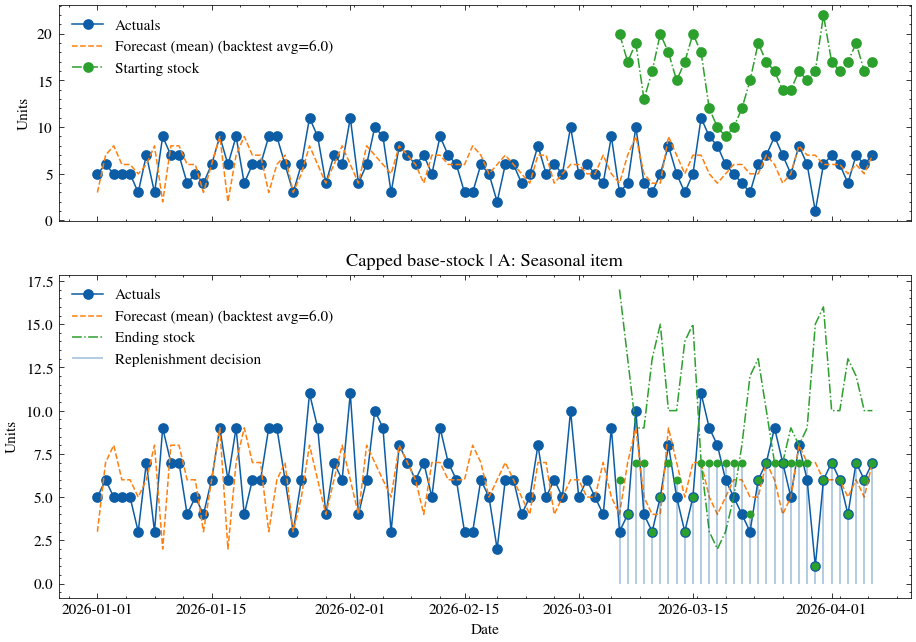 20
15
10
5
0
Units
Actuals
Forecast (mean) (backtest avg=6.0)
Starting stock
Capped base-stock | A: Seasonal item
17.5
15.0
12.5
10.0
7.5
5.0
2.5
0.0
Units
Actuals
Forecast (mean) (backtest avg=6.0)
Ending stock
Replenishment decision
2026-01-01
2026-01-15
2026-02-01
2026-02-15
2026-03-01
2026-03-15
2026-04-01
Date